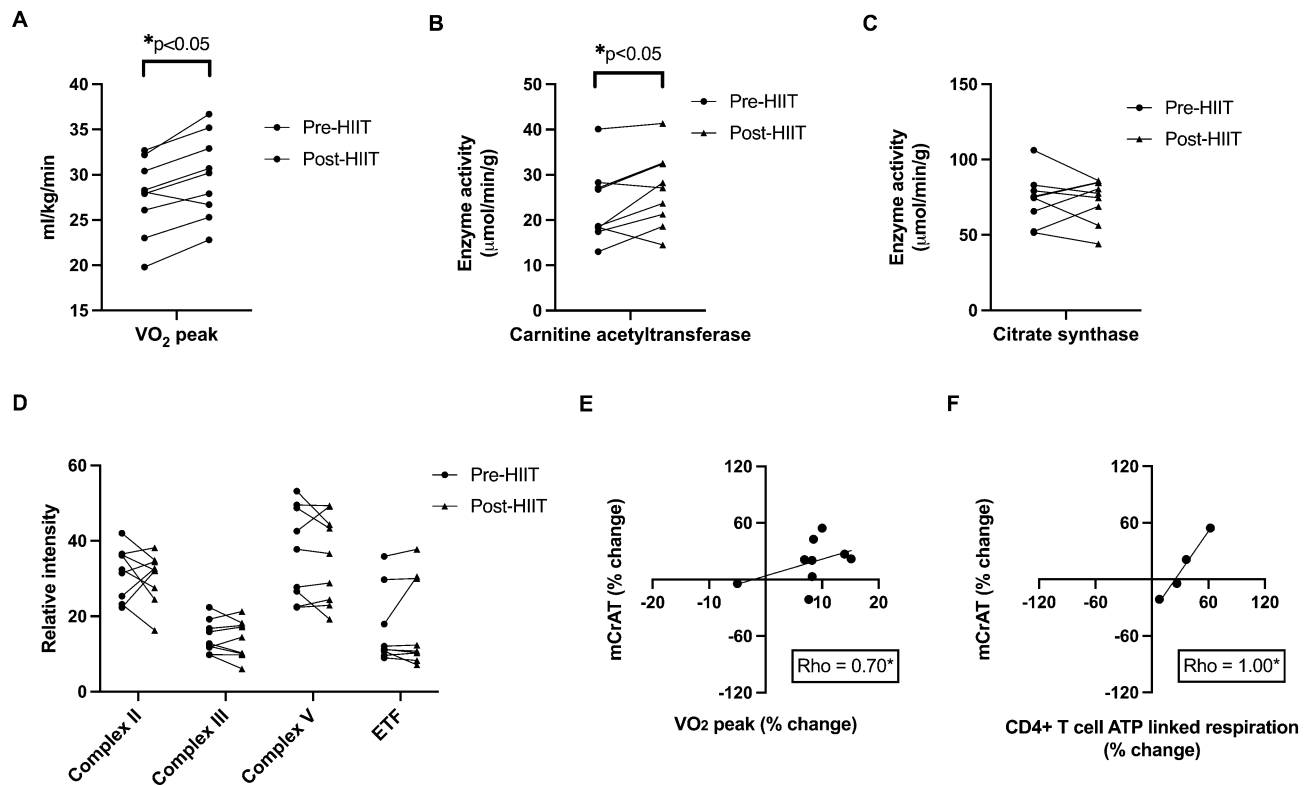 A
*p<0.05
40
35
30
25
20
15
ml/kg/min
Pre-HIIT
Post-HIIT
VO2 peak
B
*p<0.05
50
40
30
20
10
0
Enzyme activity
(μmol/min/g)
Pre-HIIT
Post-HIIT
Carnitine acetyltransferase
C
150
100
50
0
Enzyme activity
(μmol/min/g)
Pre-HIIT
Post-HIIT
Citrate synthase
D
60
40
20
0
Relative intensity
Pre-HIIT
Post-HIIT
Complex II
Complex III
Complex V
ETF
E
120
60
-60
-120
-20
-10
10
20
mCrAT (% change)
Rho = 0.70*
VO2 peak (% change)
F
120
60
-60
-120
-120
-60
60
120
mCrAT (% change)
Rho = 1.00*
CD4+ T cell ATP linked respiration
(% change)